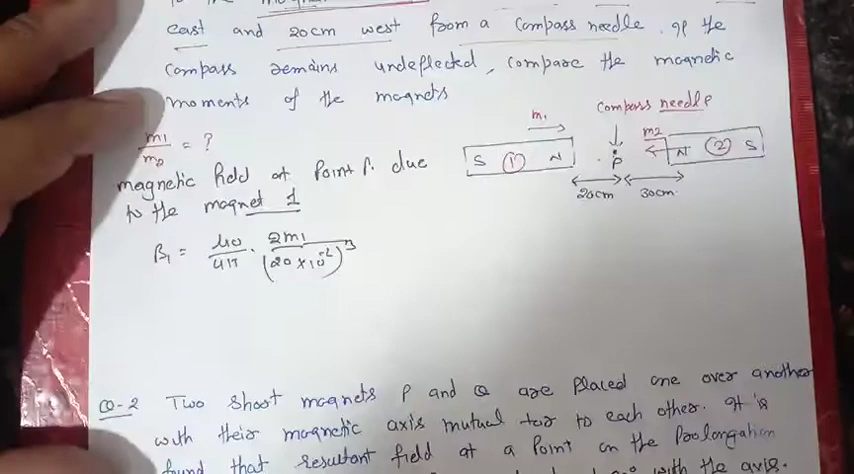 east and 20cm west from a compass needle. If the
compass remains undeflected, compare the magnetic
moments of the magnets
compass needle
m1/m2 = ?
m1
m2
S ① N
P
N ② S
20cm
30cm
magnetic field at Point P. due
to the magnet 1
B1 = μ0/4π . 2m1/(20 × 10^-2)^3
Q-2 Two short magnets P and Q are Placed one over another
with their magnetic axis mutual ter to each other. It is
found that resultant field at a Point on the Prolongation
with the axis.